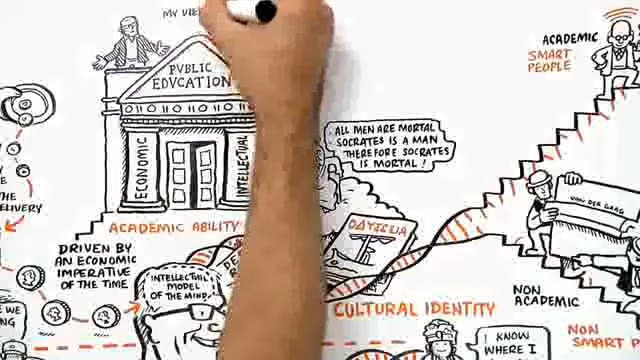 MY
ACADEMIC
SMART
PEOPLE
PUBLIC
EDUCATION
ALL MEN ARE MORTAL
SOCRATES IS A MAN
THEREFORE SOCRATES
IS MORTAL!
ECONOMIC
INTELLECTUAL
THE
DELIVERY
ACADEMIC ABILITY
VON DER GAAG
DRIVEN BY
AN ECONOMIC
IMPERATIVE
OF THE TIME
INTELLECTUAL
MODEL
OF THE MIND
CULTURAL IDENTITY
NON
ACADEMIC
NON
SMART P
WE
I KNOW
WHERE I